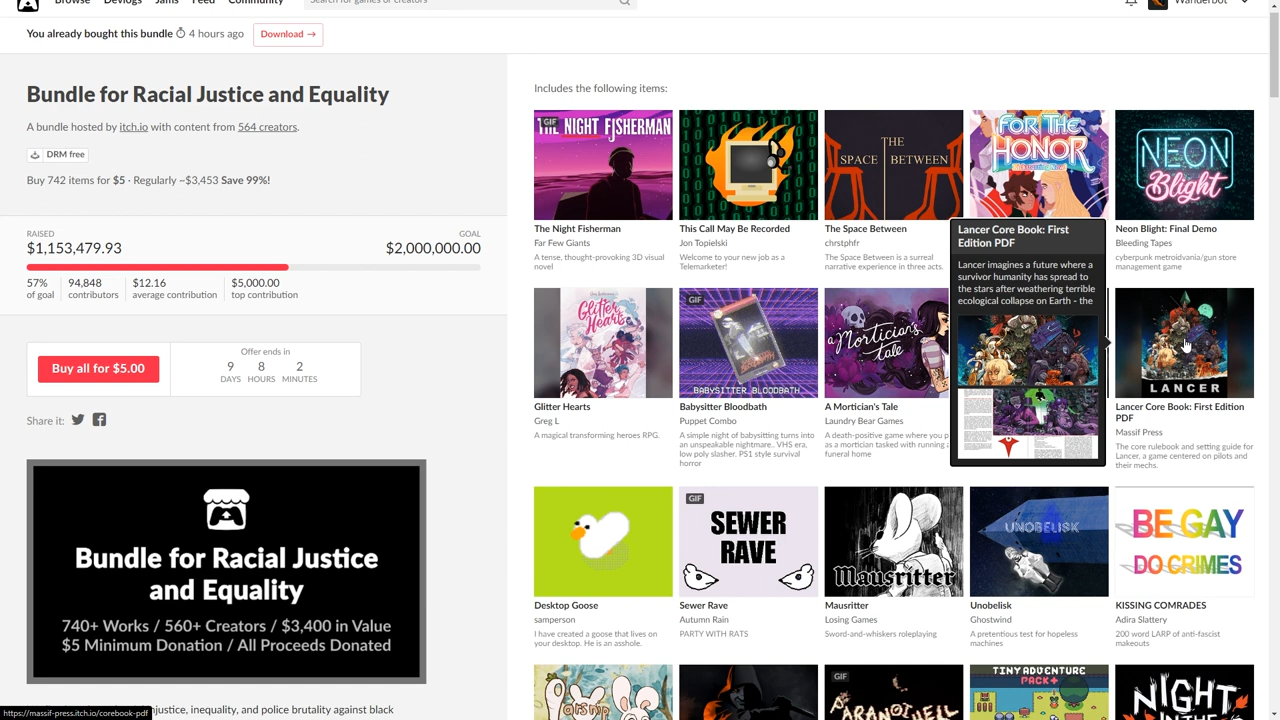 Browse Devlogs Jams Feed Community
Search for games or creators
Wanderbot
You already bought this bundle 4 hours ago Download →
Bundle for Racial Justice and Equality
A bundle hosted by itch.io with content from 564 creators.
DRM free
Buy 742 items for $5 · Regularly ~$3,453 Save 99%!
RAISED GOAL
$1,153,479.93 $2,000,000.00
57% 94,848 $12.16 $5,000.00
of goal contributors average contribution top contribution
Buy all for $5.00
Offer ends in
9 8 2
DAYS HOURS MINUTES
Share it:
Bundle for Racial Justice
and Equality
740+ Works / 560+ Creators / $3,400 in Value
$5 Minimum Donation / All Proceeds Donated
njustice, inequality, and police brutality against black
https://massif-press.itch.io/corebook-pdf
Includes the following items:
GIF
THE NIGHT FISHERMAN
The Night Fisherman
Far Few Giants
A tense, thought-provoking 3D visual
novel
This Call May Be Recorded
Jon Topielski
Welcome to your new job as a
Telemarketer!
THE
SPACE BETWEEN
The Space Between
chrstphfr
The Space Between is a surreal
narrative experience in three acts.
FOR THE
HONOR
NEON
Blight
Neon Blight: Final Demo
Bleeding Tapes
cyberpunk metroidvania/gun store
management game
Lancer Core Book: First
Edition PDF
Lancer imagines a future where a
survivor humanity has spread to
the stars after weathering terrible
ecological collapse on Earth - the
Glitter Hearts
Glitter Hearts
Greg L
A magical transforming heroes RPG.
GIF
BABYSITTER BLOODBATH
Babysitter Bloodbath
Puppet Combo
A simple night of babysitting turns into
an unspeakable nightmare.. VHS era,
low poly slasher. PS1 style survival
horror
a Mortician's
Tale
A Mortician's Tale
Laundry Bear Games
A death-positive game where you p
as a mortician tasked with running a
funeral home
LANCER
Lancer Core Book: First Edition
PDF
Massif Press
The core rulebook and setting guide for
Lancer, a game centered on pilots and
their mechs.
Desktop Goose
samperson
I have created a goose that lives on
your desktop. He is an asshole.
GIF
SEWER
RAVE
Sewer Rave
Autumn Rain
PARTY WITH RATS
Mausritter
Mausritter
Losing Games
Sword-and-whiskers roleplaying
UNOBELISK
Unobelisk
Ghostwind
A pretentious test for hopeless
machines
BE GAY
DO CRIMES
KISSING COMRADES
Adira Slattery
200 word LARP of anti-fascist
makeouts
GIF
PARANOIHELL
TINY ADVENTURE
PACK+
NIGHT